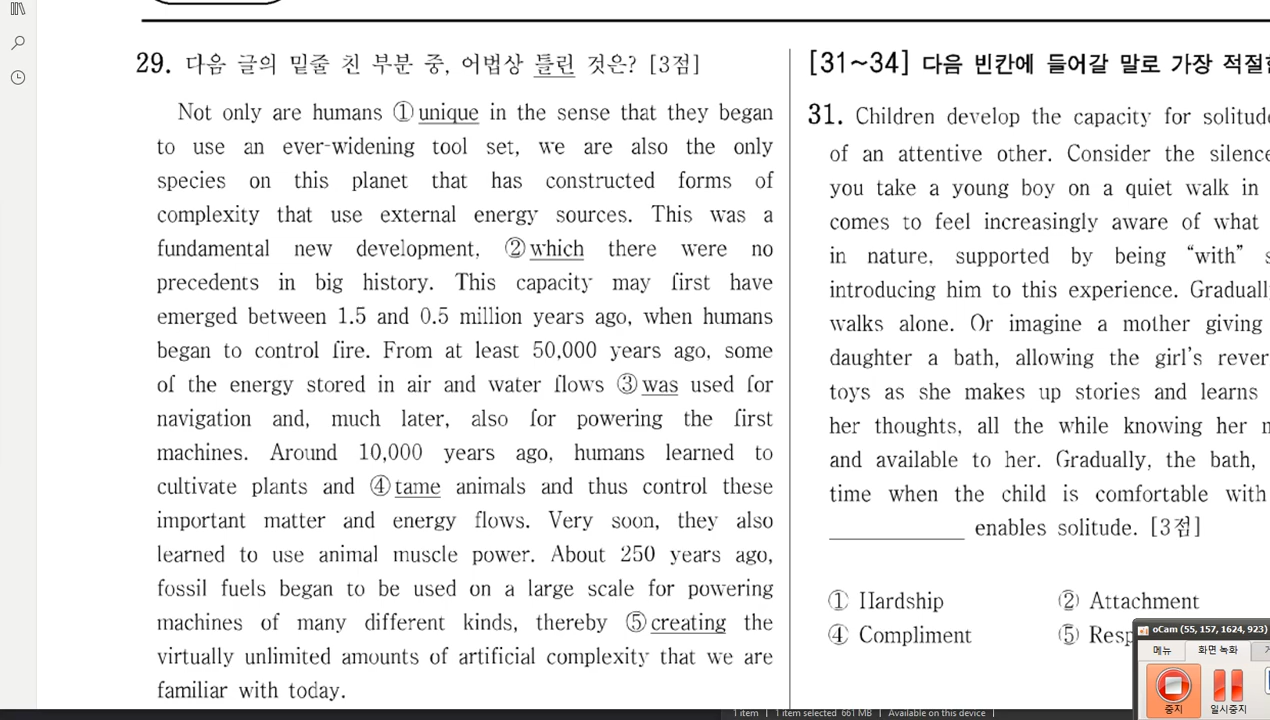 29. 다음 글의 밑줄 친 부분 중, 어법상 틀린 것은? [3점]
Not only are humans ① unique in the sense that they began
to use an ever-widening tool set, we are also the only
species on this planet that has constructed forms of
complexity that use external energy sources. This was a
fundamental new development, ② which there were no
precedents in big history. This capacity may first have
emerged between 1.5 and 0.5 million years ago, when humans
began to control fire. From at least 50,000 years ago, some
of the energy stored in air and water flows ③ was used for
navigation and, much later, also for powering the first
machines. Around 10,000 years ago, humans learned to
cultivate plants and ④ tame animals and thus control these
important matter and energy flows. Very soon, they also
learned to use animal muscle power. About 250 years ago,
fossil fuels began to be used on a large scale for powering
machines of many different kinds, thereby ⑤ creating the
virtually unlimited amounts of artificial complexity that we are
familiar with today.
[31~34] 다음 빈칸에 들어갈 말로 가장 적절
31. Children develop the capacity for solitude
of an attentive other. Consider the silence
you take a young boy on a quiet walk in
comes to feel increasingly aware of what
in nature, supported by being “with” s
introducing him to this experience. Gradually
walks alone. Or imagine a mother giving
daughter a bath, allowing the girl's rever
toys as she makes up stories and learns
her thoughts, all the while knowing her
and available to her. Gradually, the bath,
time when the child is comfortable with
__________ enables solitude. [3점]
① Hardship ② Attachment
④ Compliment ⑤ Resp
oCam (55, 157, 1624, 923)
메뉴 화면 녹화
중지 일시중지
1 item | 1 item selected 661 MB | Available on this device |